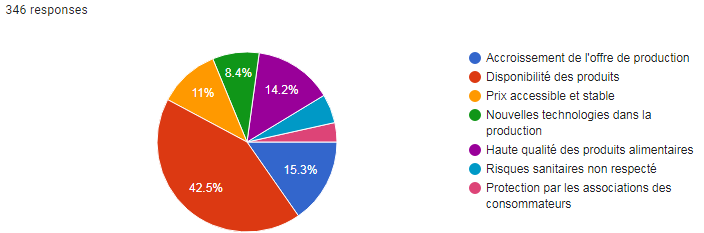 346 responses
8.4%
14.2%
11%
42.5%
15.3%
Accroissement de l'offre de production
Disponibilité des produits
Prix accessible et stable
Nouvelles technologies dans la
production
Haute qualité des produits alimentaires
Risques sanitaires non respecté
Protection par les associations des
consommateurs